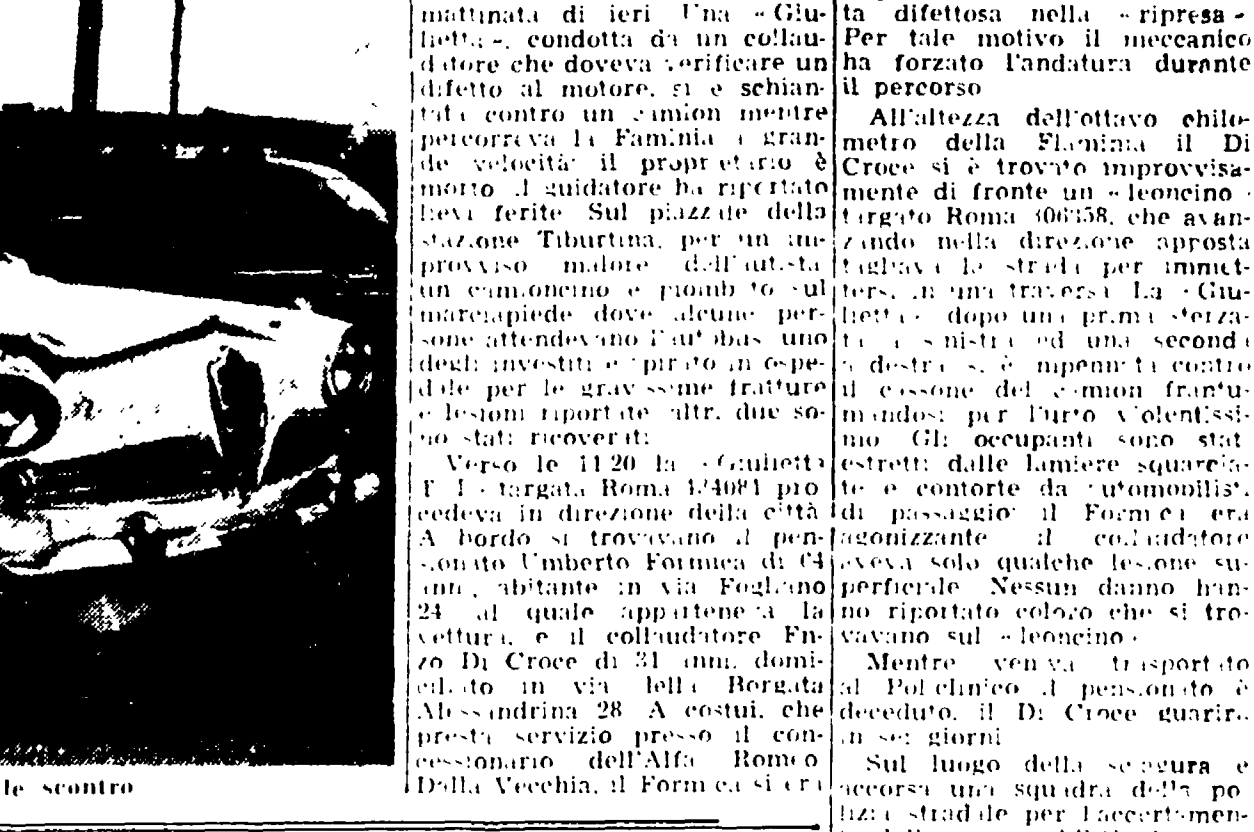 le scontro
mattinata di ieri Una «Giu-
lietta», condotta da un collau-
datore che doveva verificare un
difetto al motore, si è schian-
tata contro un camion mentre
percorreva la Faminia a gran-
de velocità: il proprietario è
morto il guidatore ha riportato
lievi ferite Sul piazzale della
stazione Tiburtina, per un im-
provviso malore dell'autista
un camioncino è piombato sul
marciapiede dove alcune per-
sone attendevano l'autobus uno
degli investiti è spirato in ospe-
dale per le gravissime fratture
e lesioni riportate altri due so-
no stati ricoverati
Verso le 11.20 la «Giulietta
T I» targata Roma pro
cedeva in direzione della città
A bordo si trovavano il pen-
sionato Umberto Formica di 64
anni, abitante in via Fogliano
24 al quale apparteneva la
vettura, e il collaudatore En-
zo Di Croce di 31 anni, domi-
ciliato in via della Borgata
Alessandrina 28 A costui, che
presta servizio presso il con-
cessionario dell'Alfa Romeo
Dalla Vecchia, il Formica si era
ta difettosa nella «ripresa»
Per tale motivo il meccanico
ha forzato l'andatura durante
il percorso
All'altezza dell'ottavo chilo-
metro della Flaminia il Di
Croce si è trovato improvvisa-
mente di fronte un «leoncino»
targato Roma 306358, che avan-
zando nella direzione opposta
tagliava la strada per immet-
tersi in una traversa La «Giu-
lietta» dopo una prima sterza-
ta a sinistra ed una seconda
a destra si è impennata contro
il cassone del camion frantu-
mandosi per l'urto violentissi-
mo Gli occupanti sono stati
estretti dalle lamiere squarcia-
te e contorte da automobilisti
di passaggio: il Formica era
agonizzante il collaudatore
aveva solo qualche lesione su-
perficiale Nessun danno han-
no riportato coloro che si tro-
vavano sul «leoncino»
Mentre veniva trasportato
al Policlinico il pensionato è
deceduto, il Di Croce guarirà
in sei giorni
Sul luogo della sciagura è
accorsa una squadra della po
lizia stradale per l'accertamen-